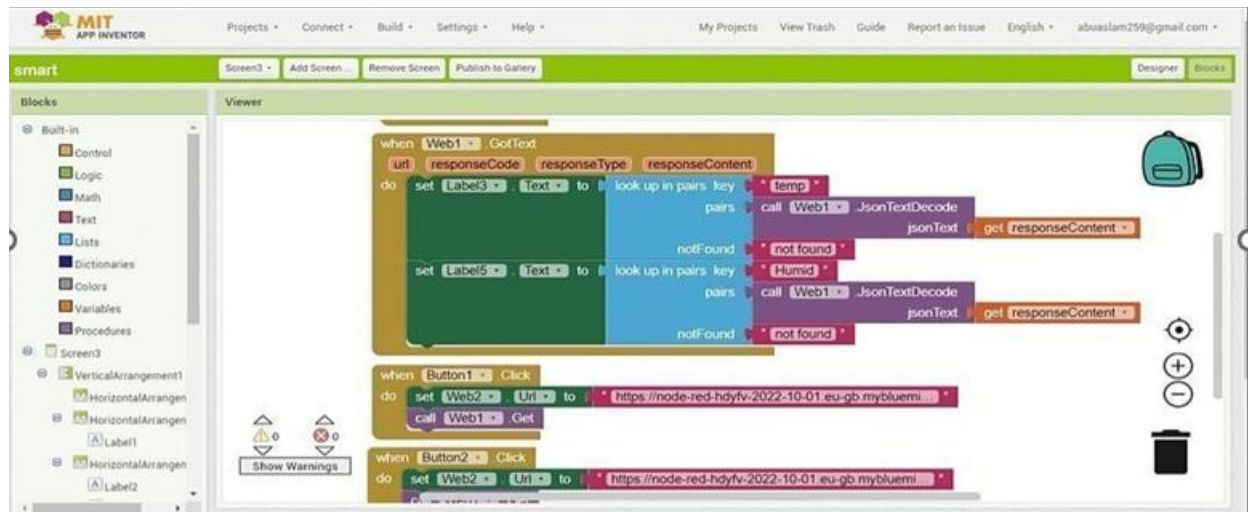 MIT
APP INVENTOR
Projects Connect Build Settings Help My Projects View Trash Guide Report an Issue English abuaslam259@gmail.com
smart Screen3 Add Screen ... Remove Screen Publish to Gallery Designer Blocks
Blocks Viewer
Built-in
Control
Logic
Math
Text
Lists
Dictionaries
Colors
Variables
Procedures
Screen3
VerticalArrangement1
HorizontalArrangen
HorizontalArrangen
Label1
HorizontalArrangen
Label2
when Web1 .GotText
url responseCode responseType responseContent
do set Label3 . Text to look up in pairs key " temp "
pairs call Web1 .JsonTextDecode
jsonText get responseContent
notFound " not found "
set Label5 . Text to look up in pairs key " Humid "
pairs call Web1 .JsonTextDecode
jsonText get responseContent
notFound " not found "
when Button1 .Click
do set Web2 . Url to " https://node-red-hdyfv-2022-10-01.eu-gb.mybluemi... "
call Web1 .Get
when Button2 .Click
do set Web2 . Url to " https://node-red-hdyfv-2022-10-01.eu-gb.mybluemi... "
0 0
Show Warnings